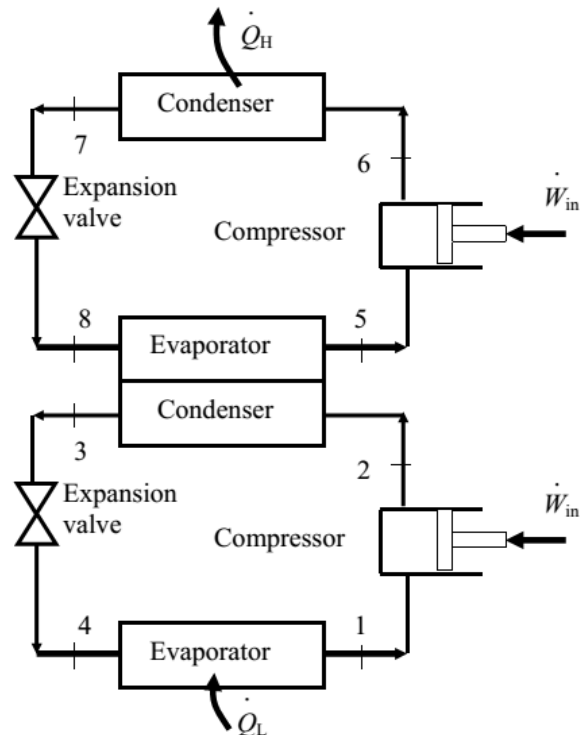 Q̇H
Condenser
7
6
Expansion
valve
Ẇin
Compressor
8
5
Evaporator
Condenser
3
2
Expansion
valve
Ẇin
Compressor
4
1
Evaporator
Q̇L